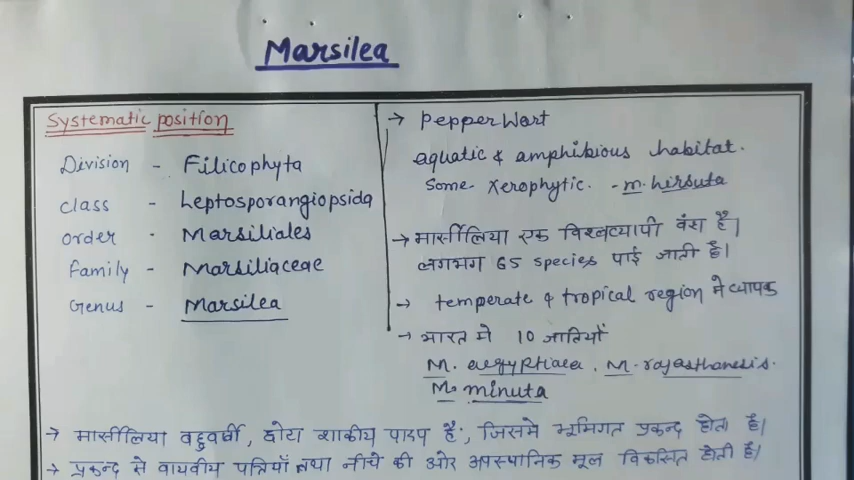 Marsilea
Systematic position
Division - Filicophyta
class - Leptosporangiopsida
order - Marsiliales
Family - Marsiliaceae
Genus - Marsilea
→ Pepper Wort
aquatic & amphibious habitat.
Some Xerophytic. - m. hirsuta
→ मार्सीलिया एक विश्वव्यापी वंश है।
लगभग 65 species पाई जाती है।
→ temperate & tropical region मे व्यापक
→ भारत मे 10 जातियाँ
M. aegyptiaca, M. rajasthanesis.
M. minuta
→ मार्सीलिया बहुवर्षी, छोटा शाकीय पादप है, जिसमे भूमिगत प्रकन्द होता है।
→ प्रकन्द से वायवीय पत्तियाँ तथा नीचे की ओर अपस्थानिक मूल विकसित होती है।